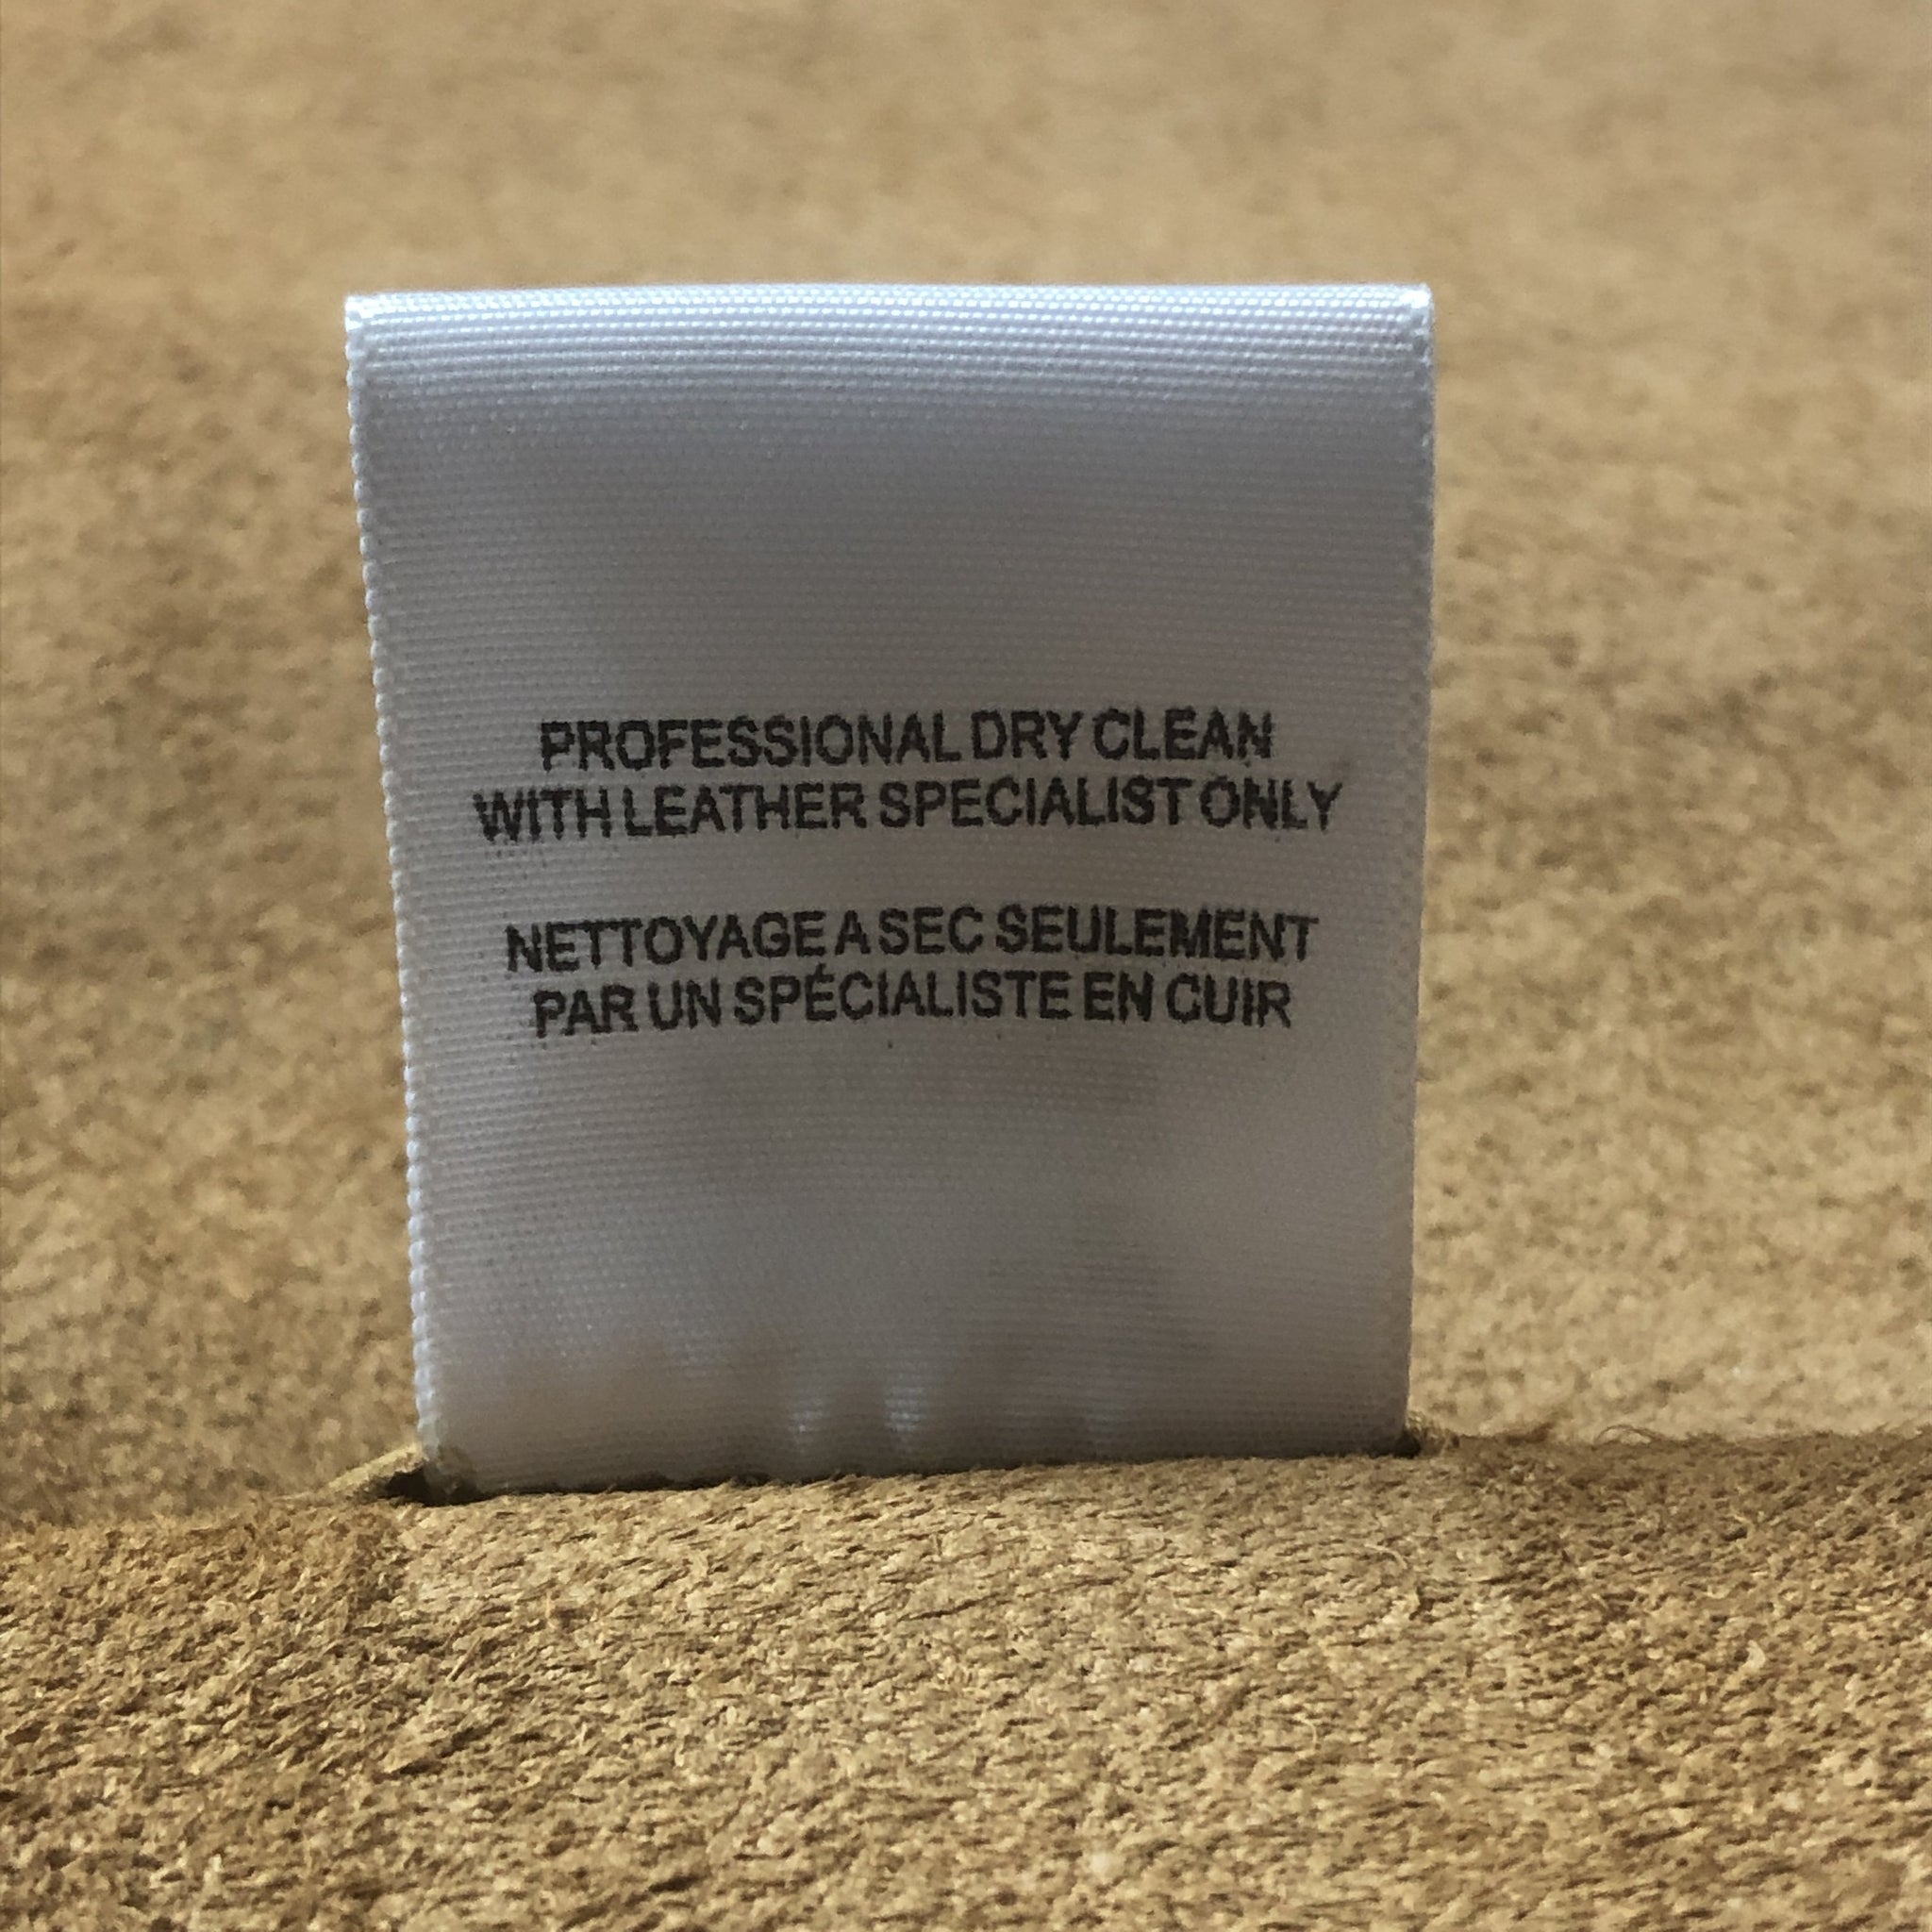 PROFESSIONAL DRY CLEAN
WITH LEATHER SPECIALIST ONLY
NETTOYAGE A SEC SEULEMENT
PAR UN SPÉCIALISTE EN CUIR